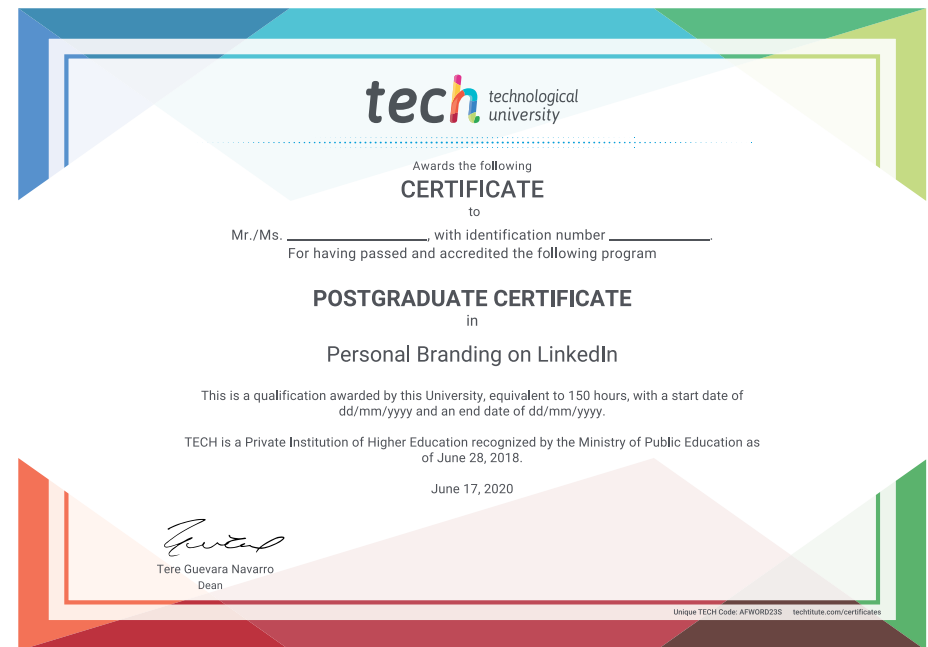 tech technological
university
Awards the following
CERTIFICATE
to
Mr./Ms. ____________________, with identification number ______________.
For having passed and accredited the following program
POSTGRADUATE CERTIFICATE
in
Personal Branding on LinkedIn
This is a qualification awarded by this University, equivalent to 150 hours, with a start date of
dd/mm/yyyy and an end date of dd/mm/yyyy.
TECH is a Private Institution of Higher Education recognized by the Ministry of Public Education as
of June 28, 2018.
June 17, 2020
Tere Guevara Navarro
Dean
Unique TECH Code: AFWORD23S techtitute.com/certificates